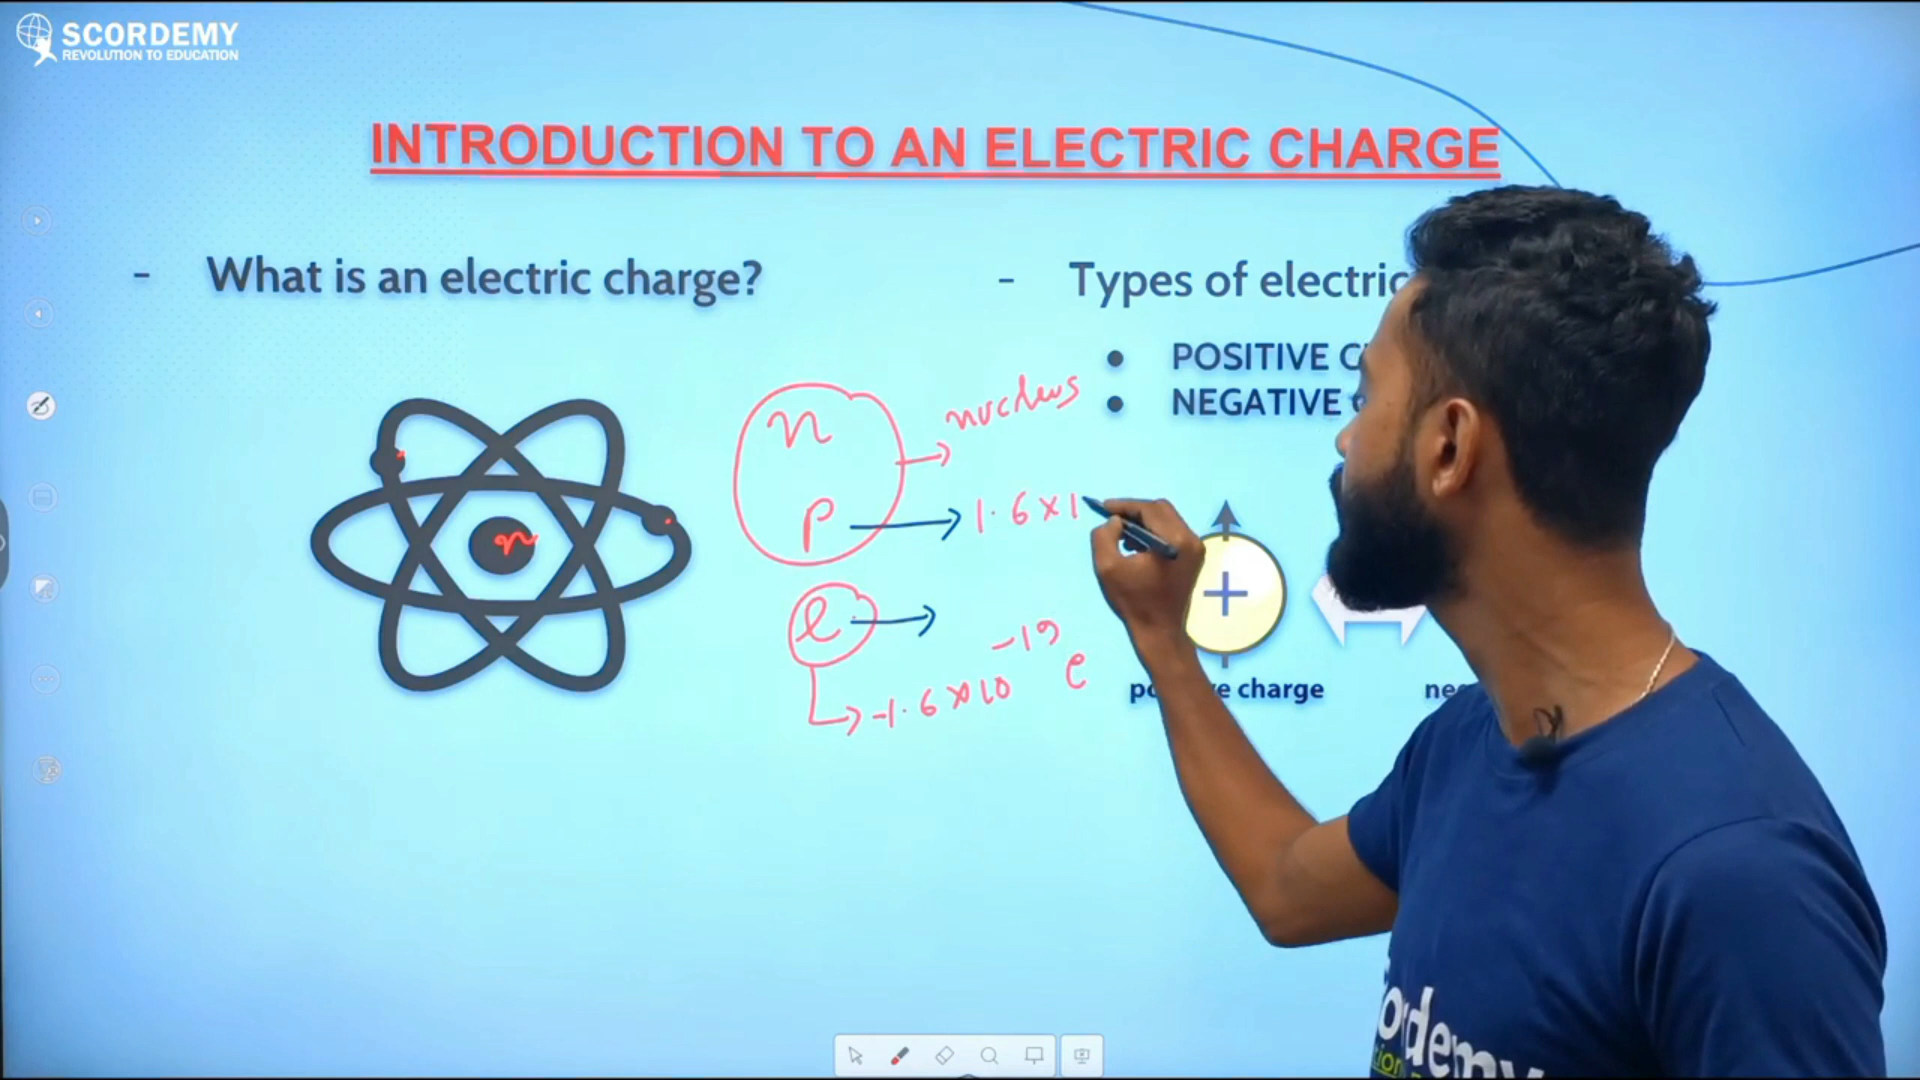 SCORDEMY
REVOLUTION TO EDUCATION
INTRODUCTION TO AN ELECTRIC CHARGE
- What is an electric charge?
- Types of electric
• POSITIVE
• NEGATIVE
n
nucleus
p
1.6×1
n
+
e
-1.6×10-19 e
positive charge